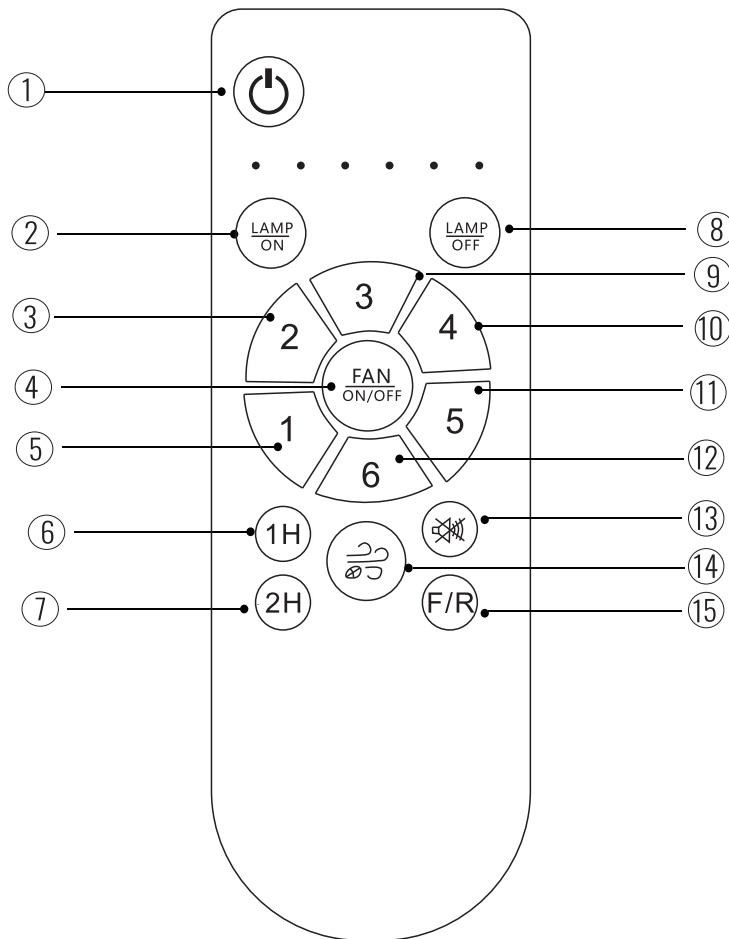 ①
②
LAMP
ON
LAMP
OFF
⑧
③
2
3
4
⑨
⑩
④
FAN
ON/OFF
⑪
⑤
1
6
5
⑫
⑥
1H
⑬
⑭
⑦
2H
F/R
⑮